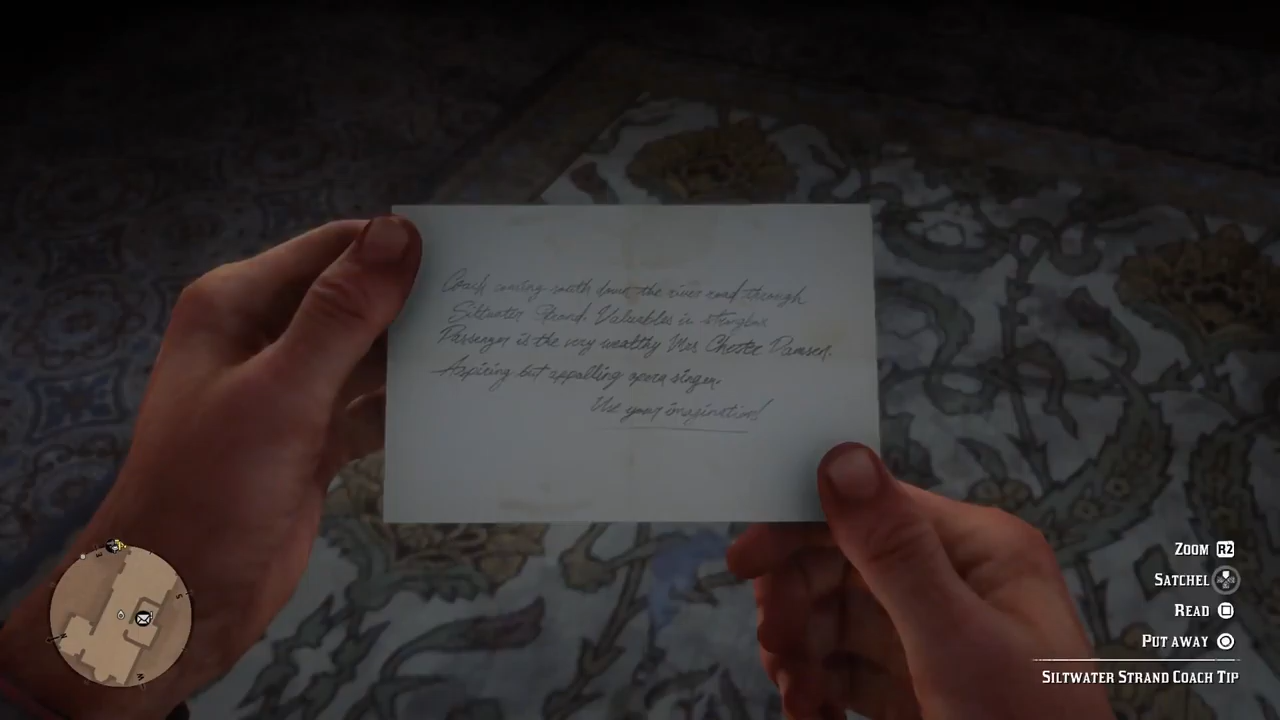 Coach coming south down the river road through
Siltwater Strand. Valuables in strongbox
Passenger is the very wealthy Mrs Chester Damsen.
Aspiring but appalling opera singer.
Use your imagination!
ZOOM R2
SATCHEL
READ
PUT AWAY
SILTWATER STRAND COACH TIP